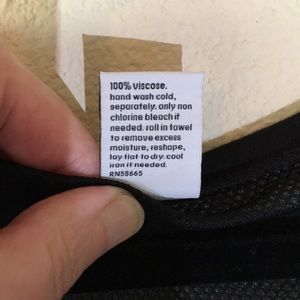 100% viscose.
hand wash cold,
separately. only non
chlorine bleach if
needed. roll in towel
to remove excess
moisture, reshape,
lay flat to dry. cool
iron if needed.
RN58665